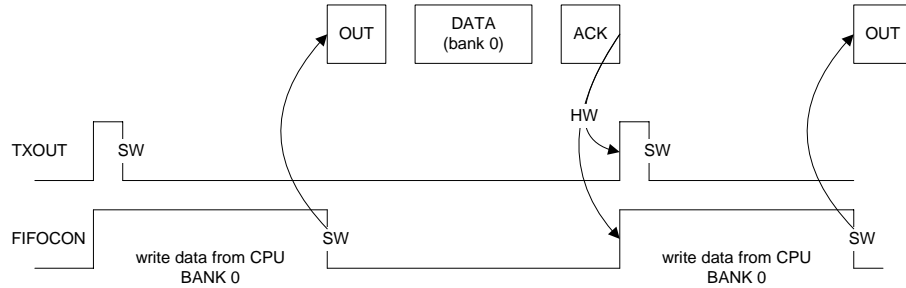 OUT
DATA
(bank 0)
ACK
OUT
HW
TXOUT
SW
SW
FIFOCON
SW
SW
write data from CPU
BANK 0
write data from CPU
BANK 0